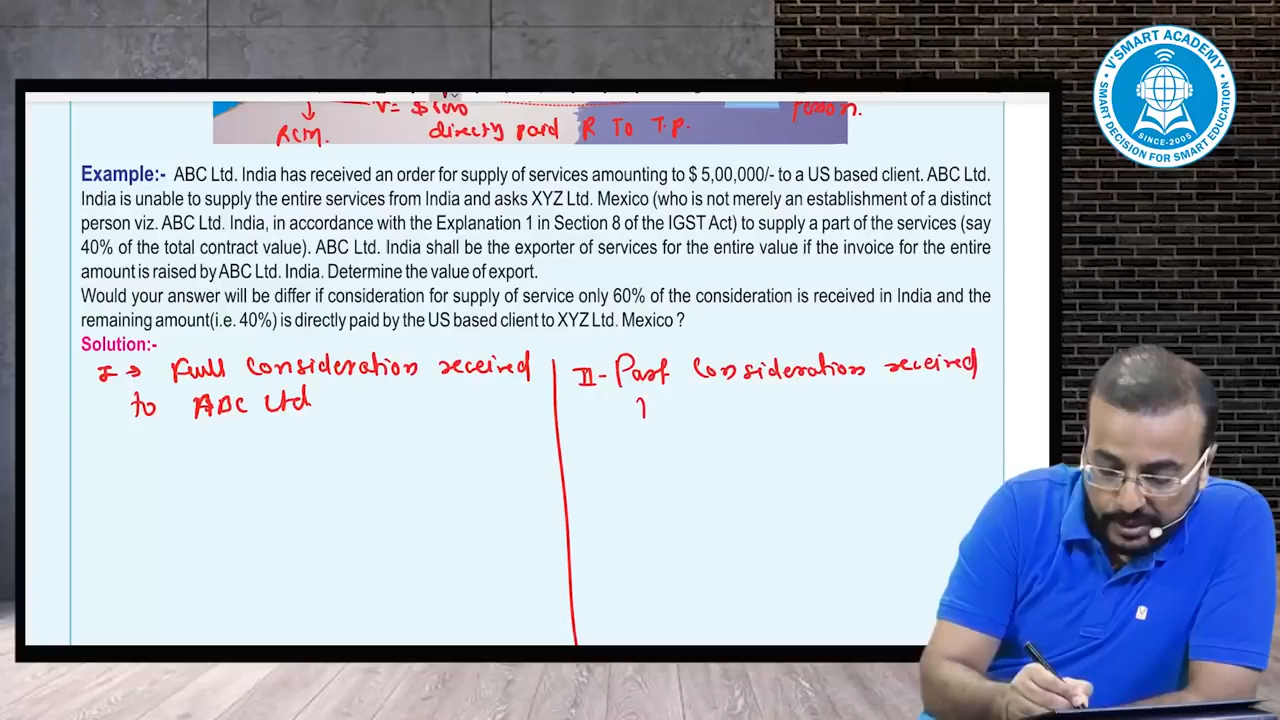 V'SMART ACADEMY
SMART DECISION FOR SMART EDUCATION
SINCE-2005
V= $
RCM.
directly paid R To T.p.
Example:- ABC Ltd. India has received an order for supply of services amounting to $ 5,00,000/- to a US based client. ABC Ltd.
India is unable to supply the entire services from India and asks XYZ Ltd. Mexico (who is not merely an establishment of a distinct
person viz. ABC Ltd. India, in accordance with the Explanation 1 in Section 8 of the IGST Act) to supply a part of the services (say
40% of the total contract value). ABC Ltd. India shall be the exporter of services for the entire value if the invoice for the entire
amount is raised by ABC Ltd. India. Determine the value of export.
Would your answer will be differ if consideration for supply of service only 60% of the consideration is received in India and the
remaining amount(i.e. 40%) is directly paid by the US based client to XYZ Ltd. Mexico ?
Solution:-
I → Full consideration received
to ABC Ltd
II- Part consideration received